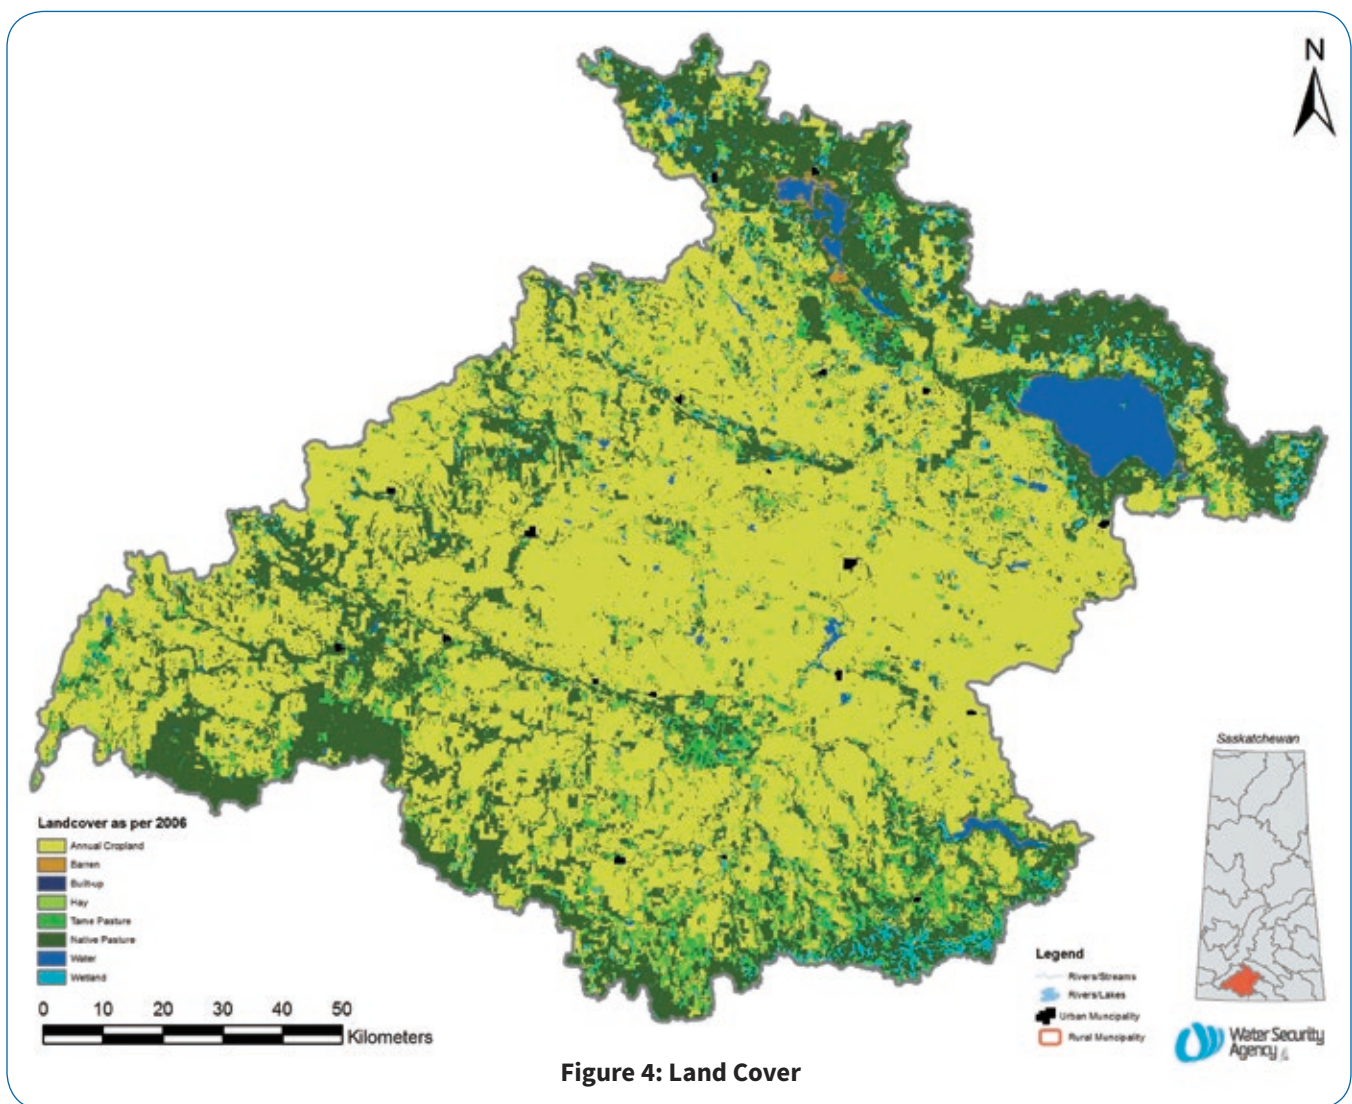 N
Saskatchewan
Landcover as per 2006
Annual Cropland
Barren
Built-up
Hay
Tame Pasture
Native Pasture
Water
Wetland
0 10 20 30 40 50
Kilometers
Legend
Rivers/Streams
Rivers/Lakes
Urban Muncipality
Rural Muncipality
Water Security
Agency
Figure 4: Land Cover